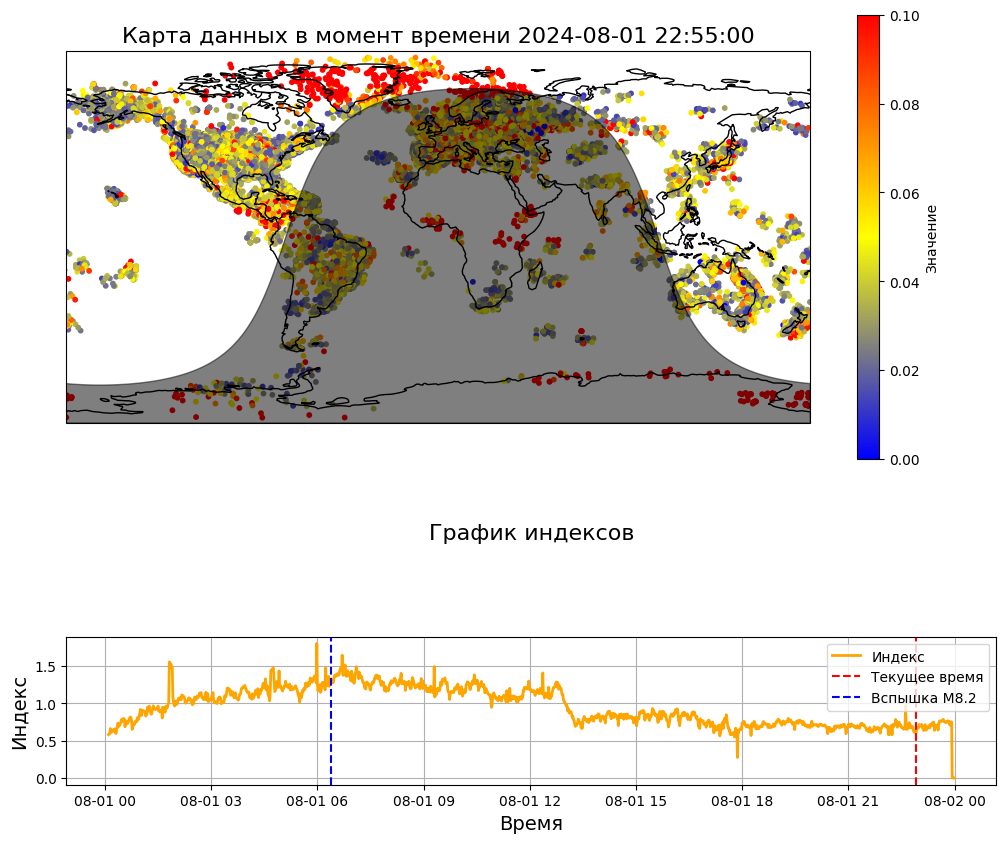 Карта данных в момент времени 2024-08-01 22:55:00
0.10
0.08
0.06
0.04
0.02
0.00
Значение
График индексов
Индекс
1.5
1.0
0.5
0.0
Индекс
Текущее время
Вспышка M8.2
08-01 00
08-01 03
08-01 06
08-01 09
08-01 12
08-01 15
08-01 18
08-01 21
08-02 00
Время